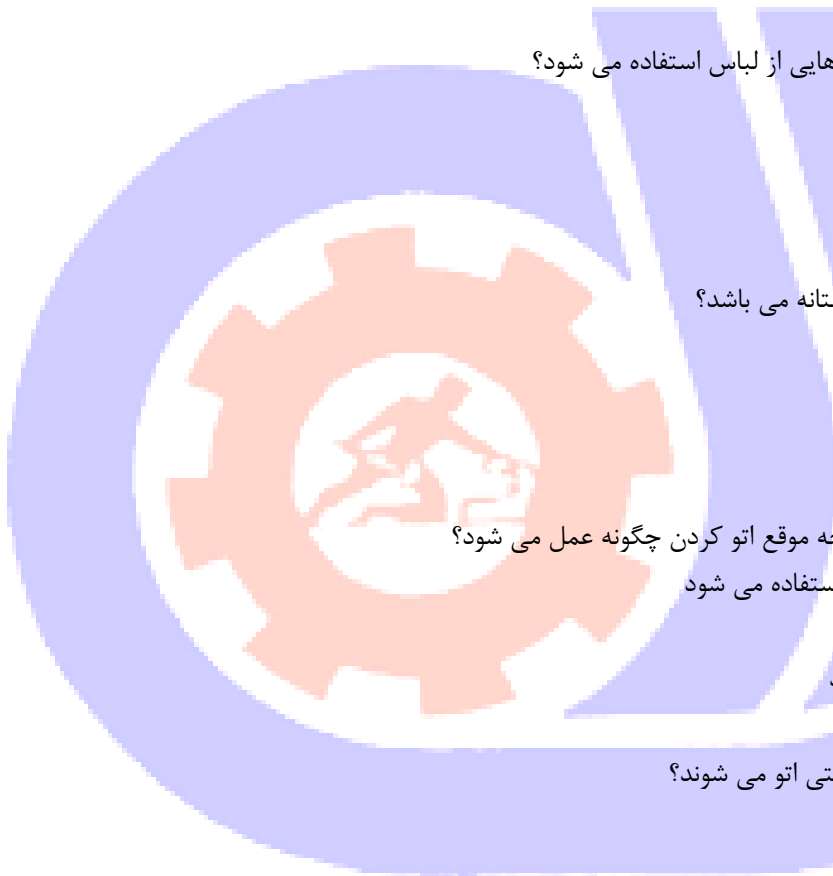 هایی از لباس استفاده می شود؟
تانه می باشد؟
چه موقع اتو کردن چگونه عمل می شود؟
ستفاده می شود
تی اتو می شوند؟